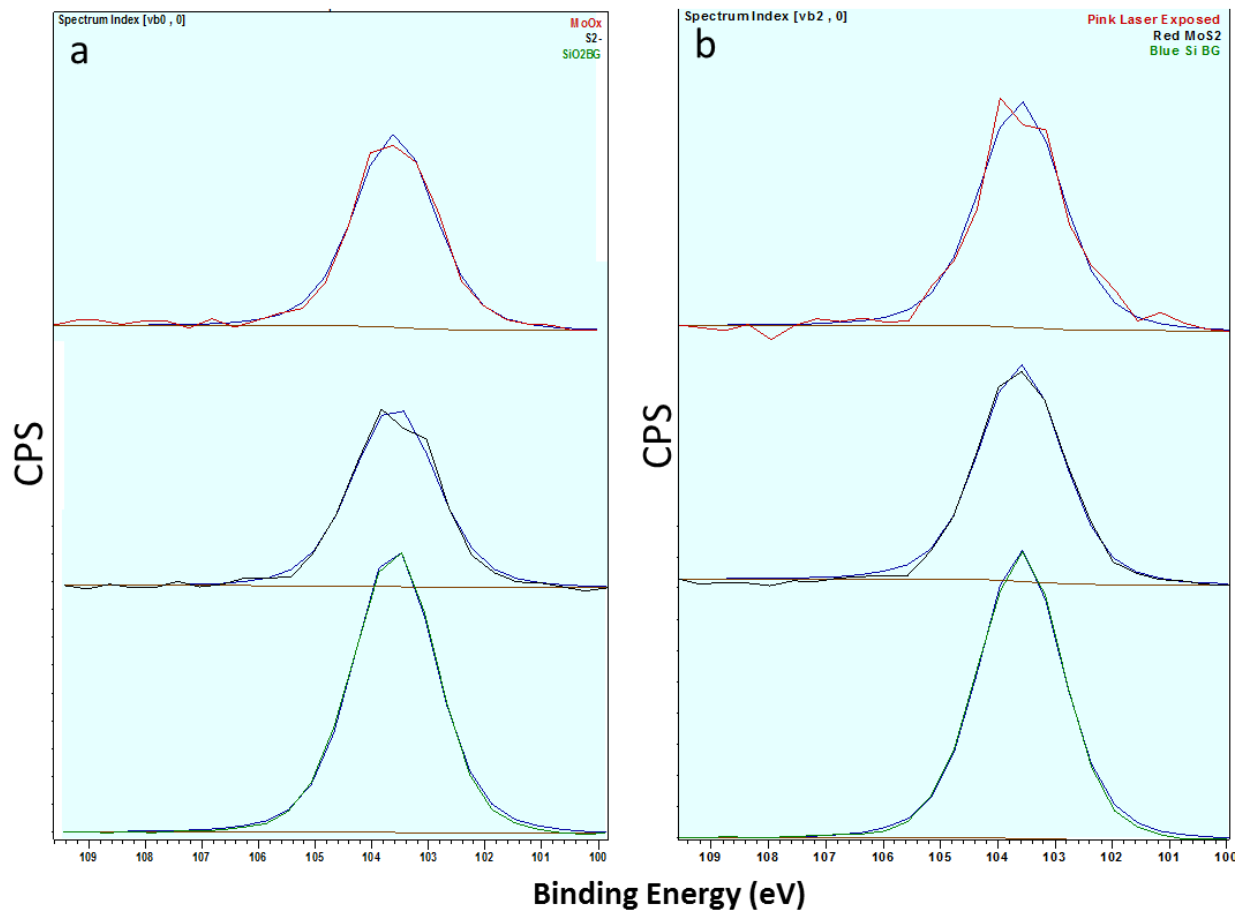 Spectrum Index [vb0 , 0]
MoOx
S2-
SiO2BG
a
CPS
109 108 107 106 105 104 103 102 101 100
Spectrum Index [vb2 , 0]
Pink Laser Exposed
Red MoS2
Blue Si BG
b
CPS
109 108 107 106 105 104 103 102 101 100
Binding Energy (eV)